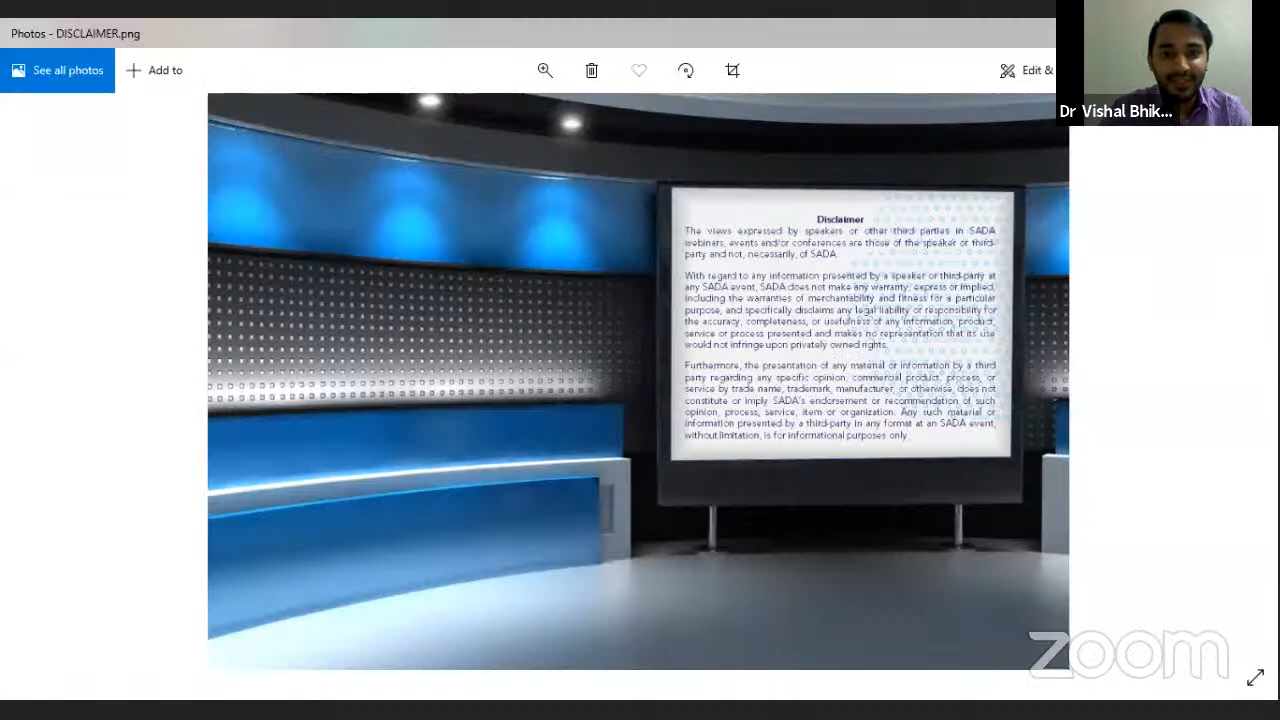 Photos - DISCLAIMER.png
See all photos
Add to
Edit &
Dr Vishal Bhik...
Disclaimer
The views expressed by speakers or other third parties in SADA
webinars, events and/or conferences are those of the speaker or third-
party and not, necessarily, of SADA
With regard to any information presented by a speaker or third-party at
any SADA event, SADA does not make any warranty, express or implied,
including the warranties of merchantability and fitness for a particular
purpose, and specifically disclaims any legal liability or responsibility for
the accuracy, completeness, or usefulness of any information, product,
service or process presented and makes no representation that its use
would not infringe upon privately owned rights.
Furthermore, the presentation of any material or information by a third
party regarding any specific opinion, commercial product, process, or
service by trade name, trademark, manufacturer, or otherwise, does not
constitute or imply SADA's endorsement or recommendation of such
opinion, process, service, item or organization. Any such material or
information presented by a third-party in any format at an SADA event,
without limitation, is for informational purposes only.
zoom